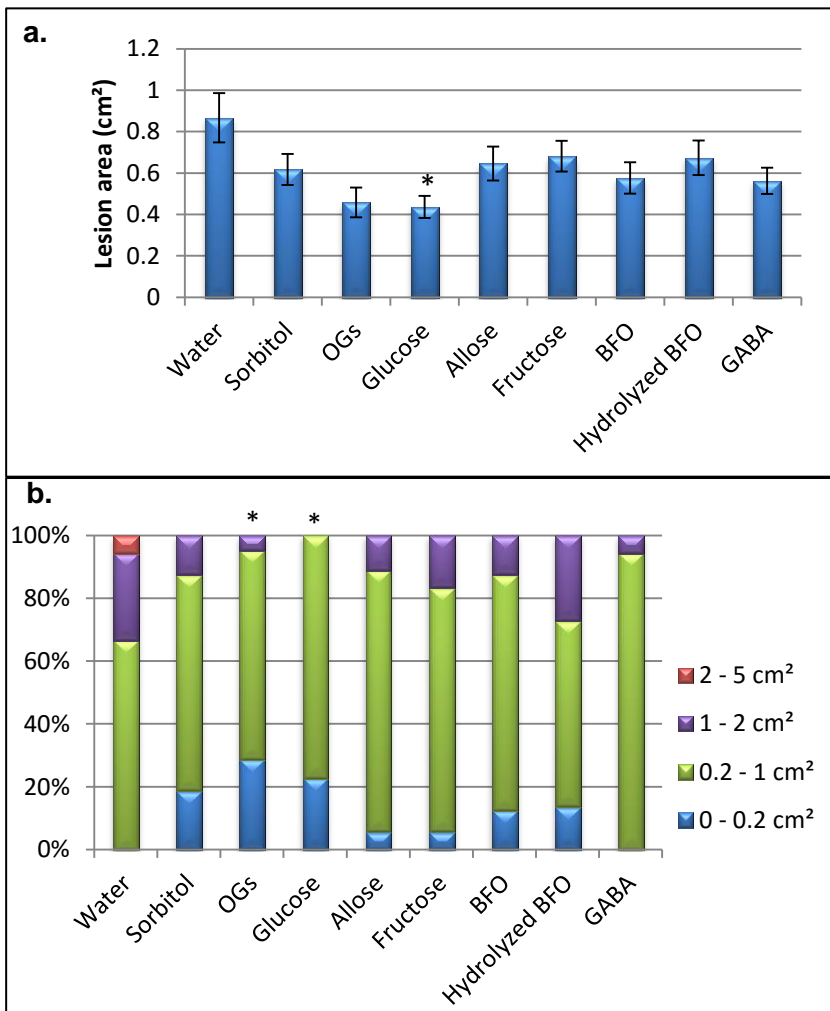 a.
Lesion area (cm²)
1.2
1
0.8
0.6
0.4
0.2
0
*
Water
Sorbitol
OGs
Glucose
Allose
Fructose
BFO
Hydrolyzed BFO
GABA
b.
* *
100%
80%
60%
40%
20%
0%
2 - 5 cm²
1 - 2 cm²
0.2 - 1 cm²
0 - 0.2 cm²
Water
Sorbitol
OGs
Glucose
Allose
Fructose
BFO
Hydrolyzed BFO
GABA